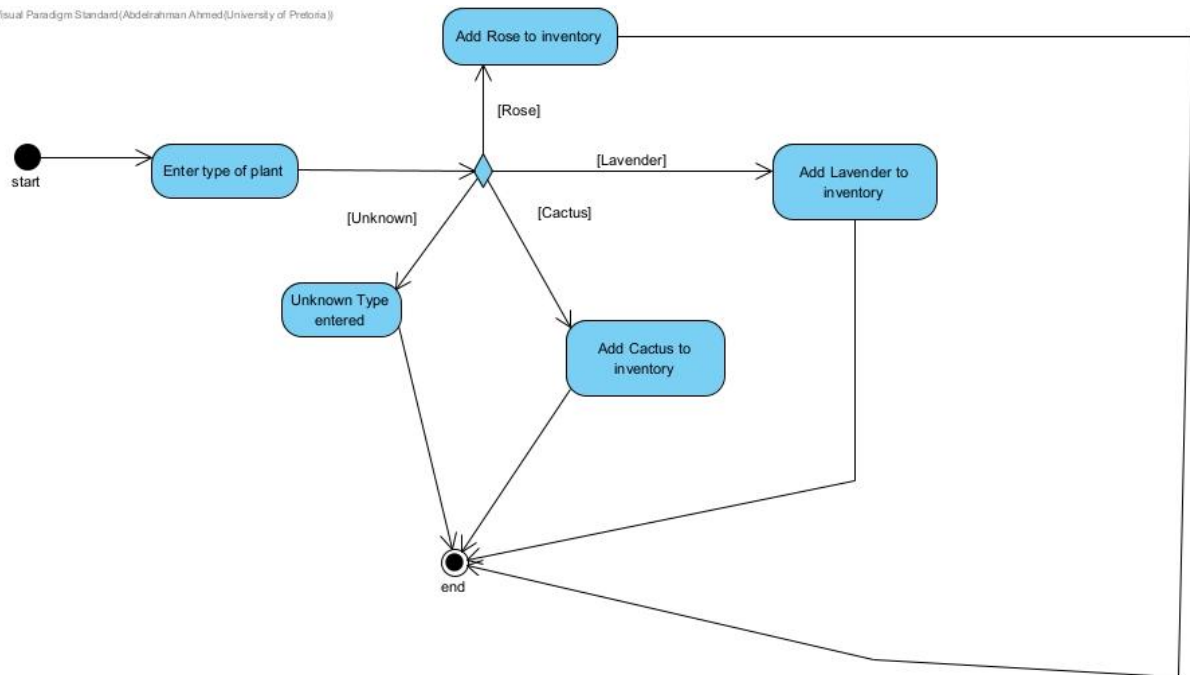 Visual Paradigm Standard(Abdelrahman Ahmed(University of Pretoria))
Add Rose to inventory
[Rose]
start
Enter type of plant
[Lavender]
Add Lavender to
inventory
[Unknown]
[Cactus]
Unknown Type
entered
Add Cactus to
inventory
end